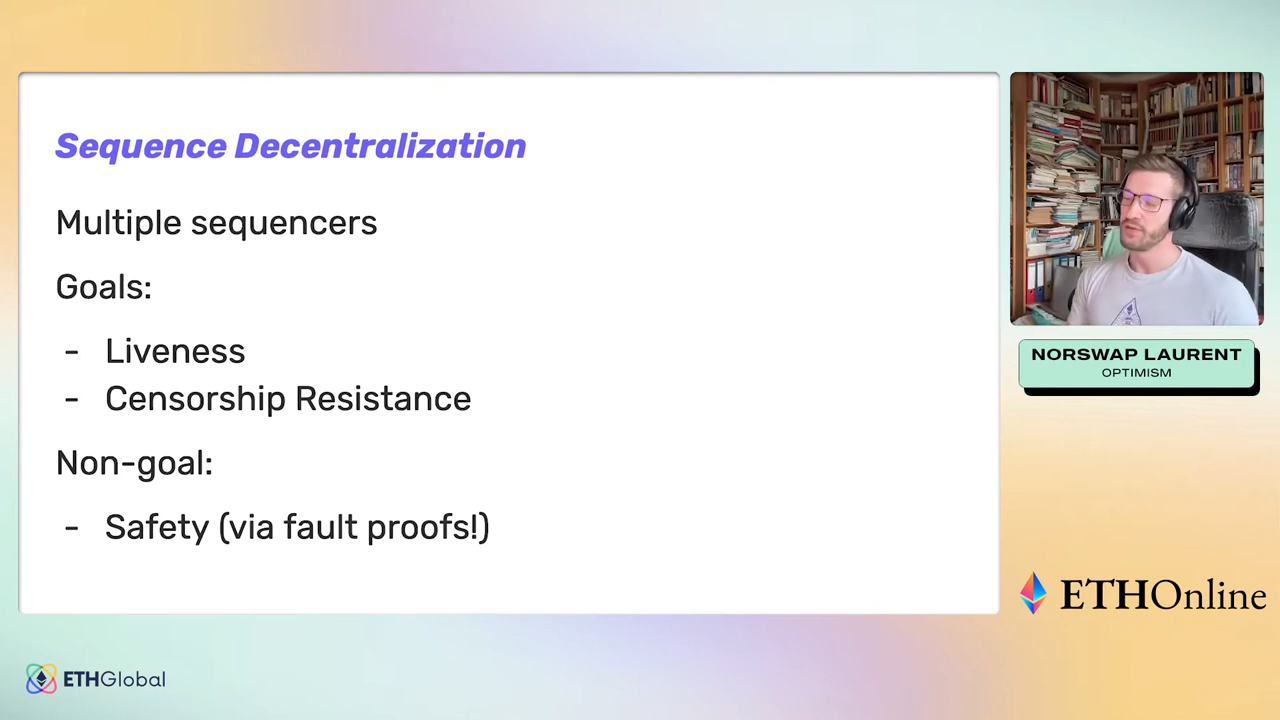 Sequence Decentralization
Multiple sequencers
Goals:
- Liveness
- Censorship Resistance
Non-goal:
- Safety (via fault proofs!)
NORSWAP LAURENT
OPTIMISM
ETHOnline
ETHGlobal